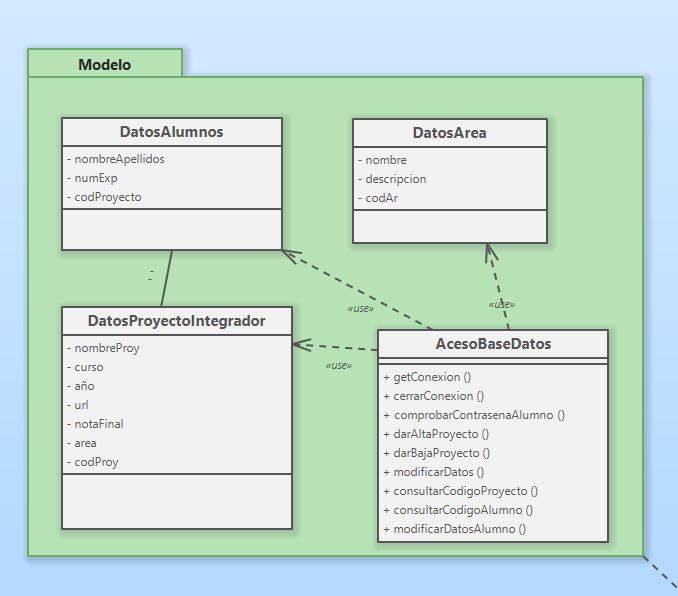 Modelo
DatosAlumnos
- nombreApellidos
- numExp
- codProyecto
DatosArea
- nombre
- descripcion
- codAr
-
-
«use»
«use»
«use»
DatosProyectoIntegrador
- nombreProy
- curso
- año
- url
- notaFinal
- area
- codProy
AcesoBaseDatos
+ getConexion ()
+ cerrarConexion ()
+ comprobarContrasenaAlumno ()
+ darAltaProyecto ()
+ darBajaProyecto ()
+ modificarDatos ()
+ consultarCodigoProyecto ()
+ consultarCodigoAlumno ()
+ modificarDatosAlumno ()